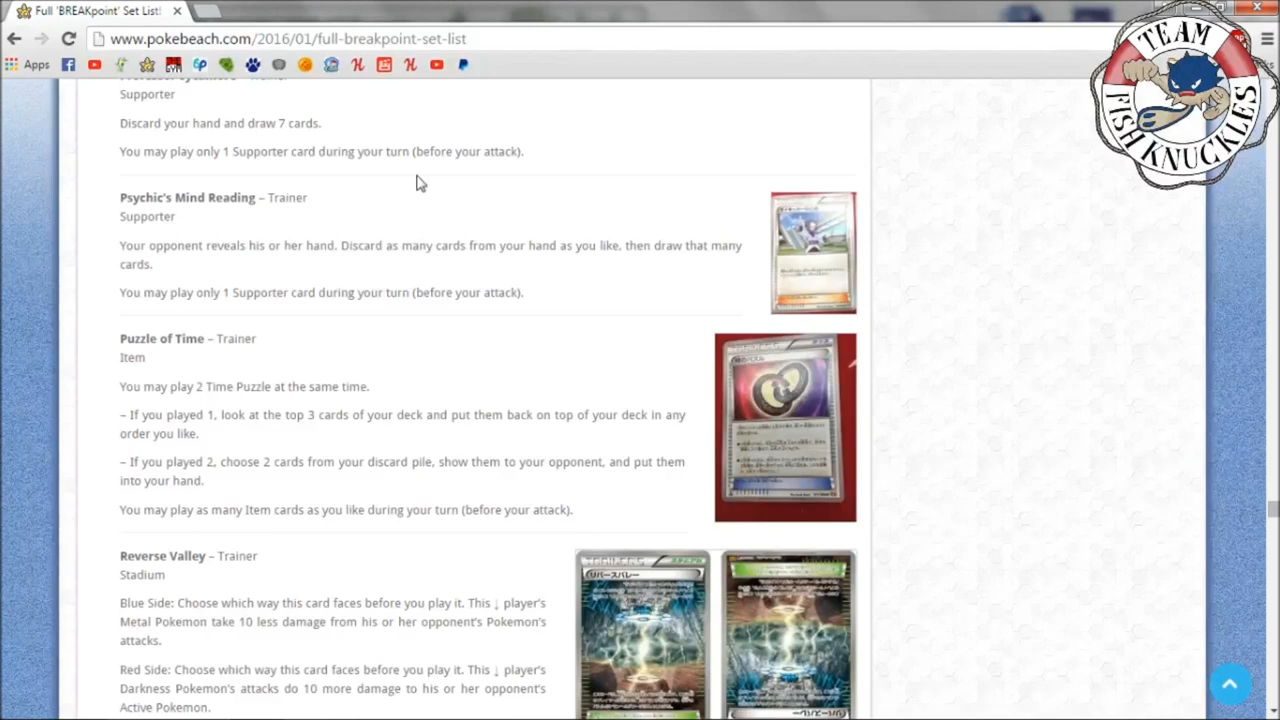 Full 'BREAKpoint' Set List!
www.pokebeach.com/2016/01/full-breakpoint-set-list
Apps
TEAM
FISH KNUCKLES
Supporter
Discard your hand and draw 7 cards.
You may play only 1 Supporter card during your turn (before your attack).
Psychic's Mind Reading – Trainer
Supporter
Your opponent reveals his or her hand. Discard as many cards from your hand as you like, then draw that many
cards.
You may play only 1 Supporter card during your turn (before your attack).
Puzzle of Time – Trainer
Item
You may play 2 Time Puzzle at the same time.
– If you played 1, look at the top 3 cards of your deck and put them back on top of your deck in any
order you like.
– If you played 2, choose 2 cards from your discard pile, show them to your opponent, and put them
into your hand.
You may play as many Item cards as you like during your turn (before your attack).
Reverse Valley – Trainer
Stadium
Blue Side: Choose which way this card faces before you play it. This ↓ player's
Metal Pokemon take 10 less damage from his or her opponent's Pokemon's
attacks.
Red Side: Choose which way this card faces before you play it. This ↓ player's
Darkness Pokemon's attacks do 10 more damage to his or her opponent's
Active Pokemon.
TRAINERS
リバースバレー